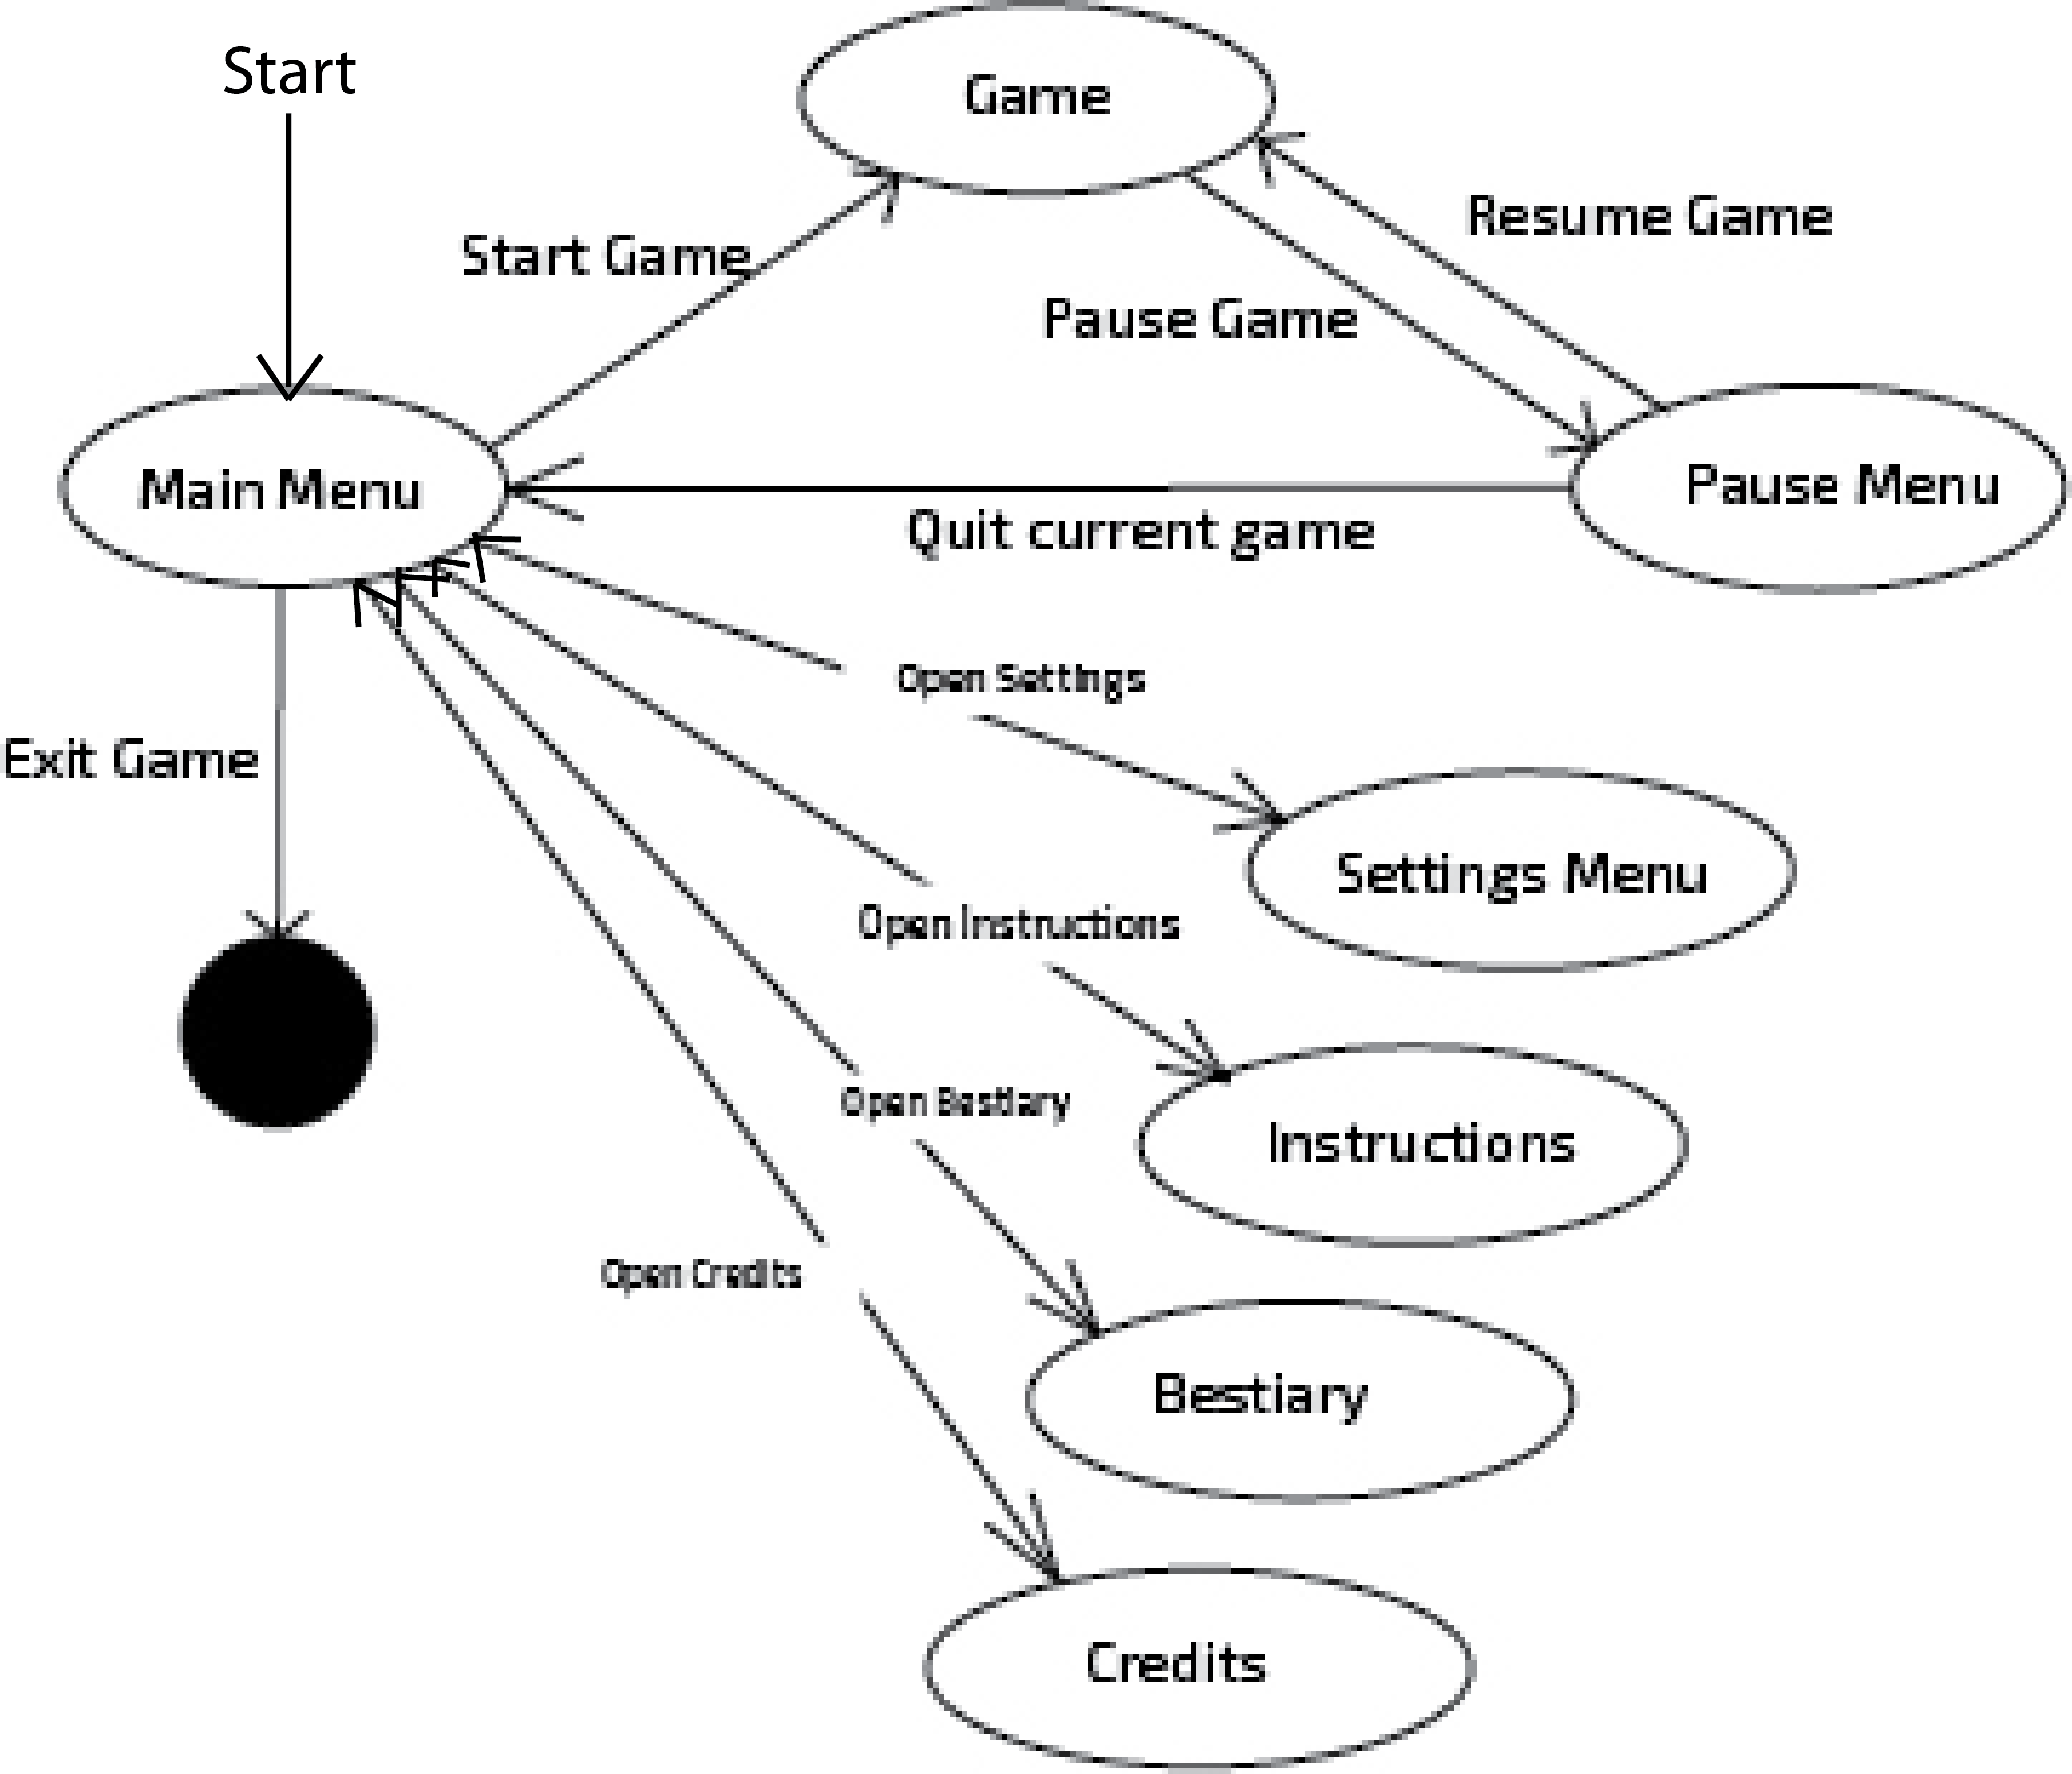 Start
Game
Resume Game
Start Game
Pause Game
Main Menu
Pause Menu
Quit current game
Open Settings
Exit Game
Settings Menu
Open Instructions
Open Bestiary
Instructions
Open Credits
Bestiary
Credits